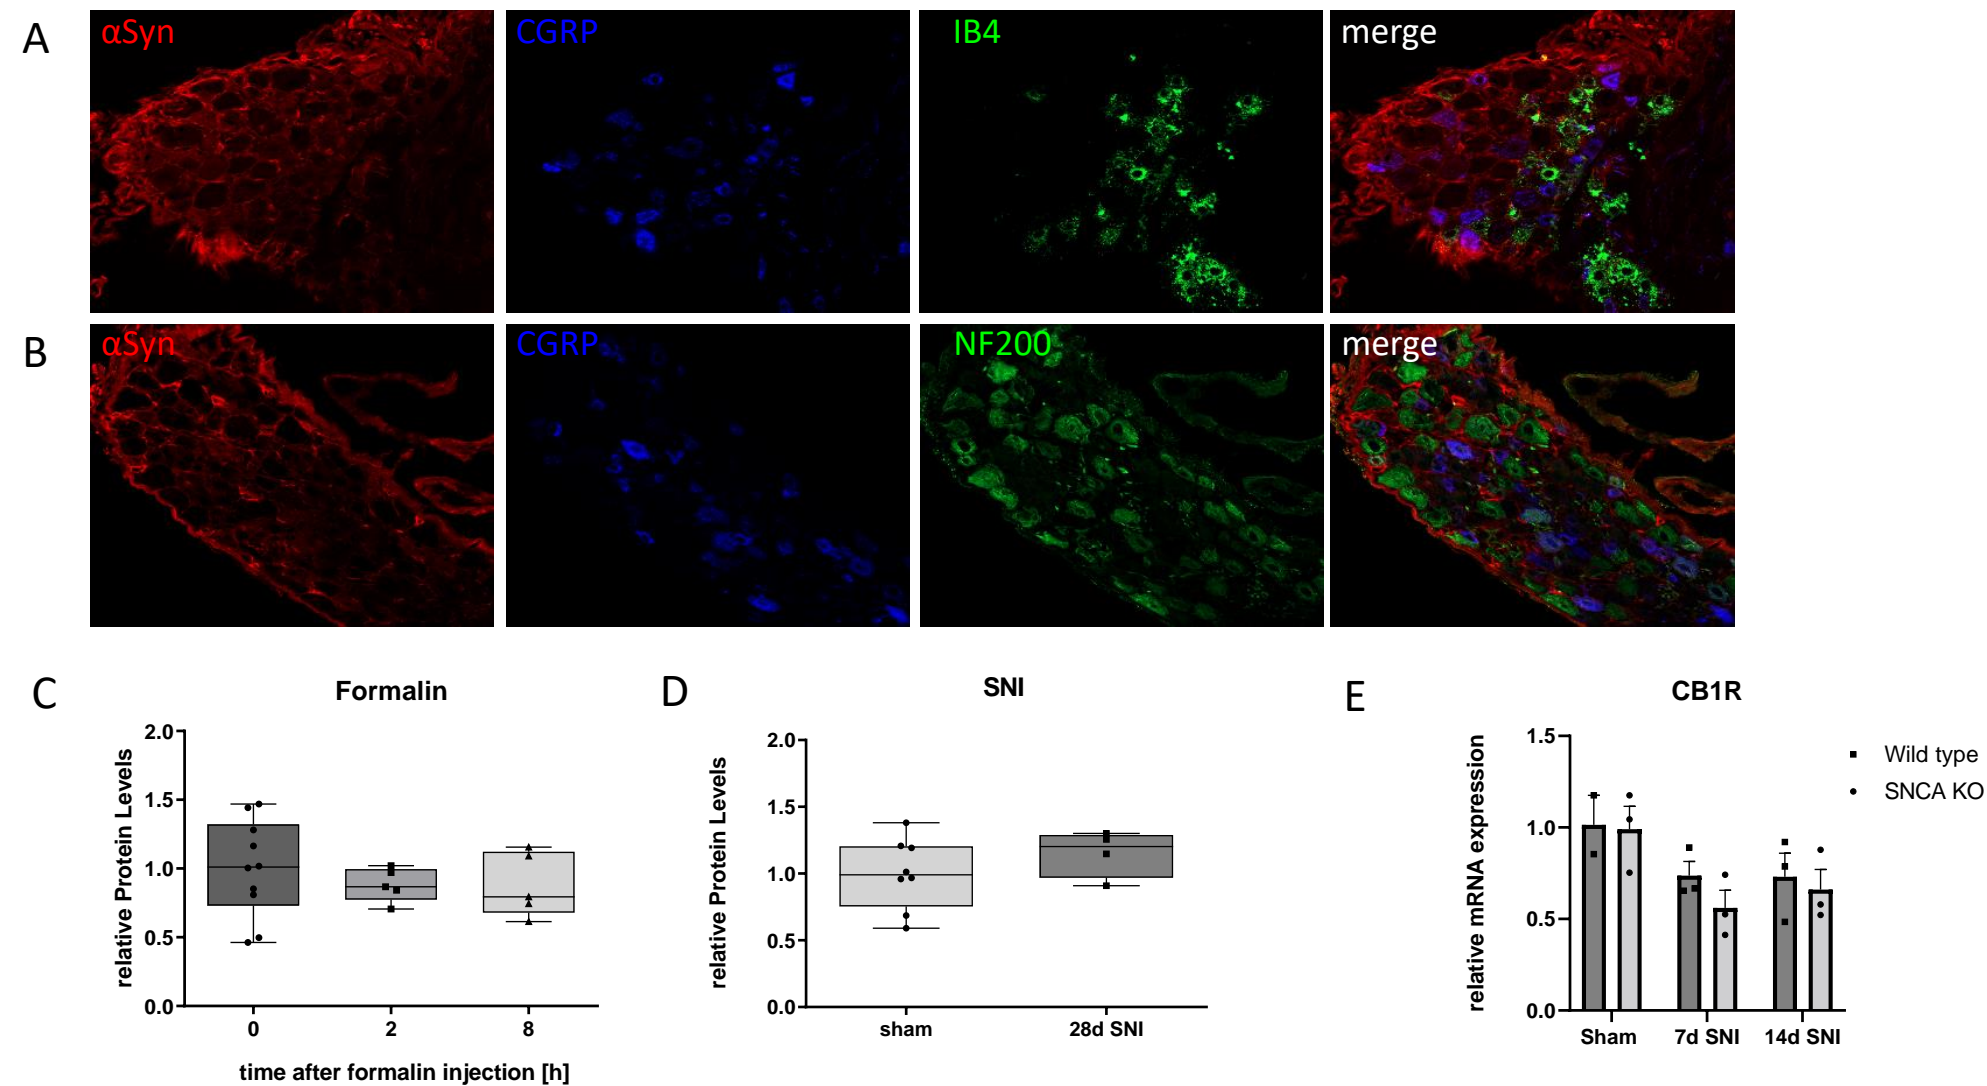 A
αSyn
CGRP
IB4
merge
B
αSyn
CGRP
NF200
merge
C
Formalin
relative Protein Levels
2.0
1.5
1.0
0.5
0.0
0
2
8
time after formalin injection [h]
D
SNI
relative Protein Levels
2.0
1.5
1.0
0.5
0.0
sham
28d SNI
E
CB1R
relative mRNA expression
1.5
1.0
0.5
0.0
Sham
7d SNI
14d SNI
Wild type
SNCA KO